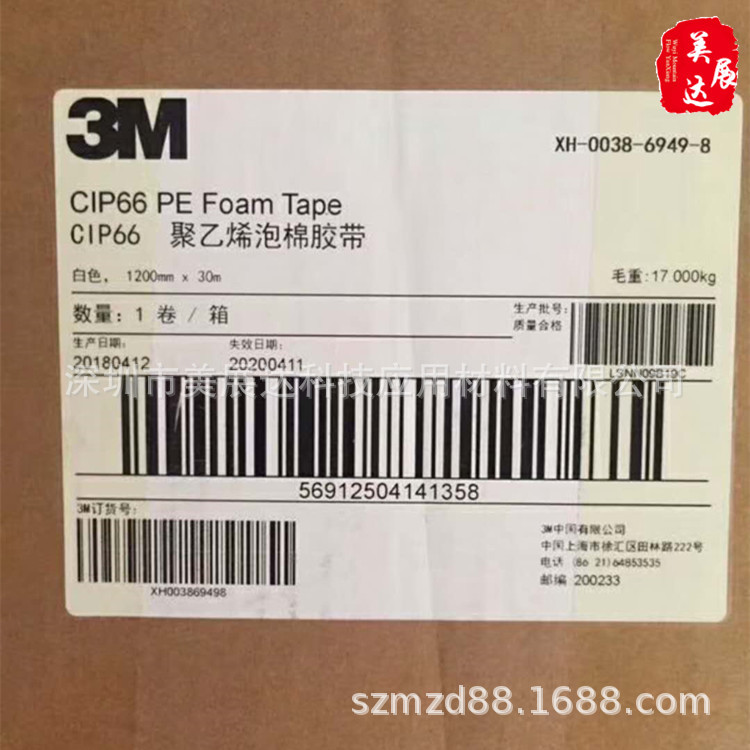 美展达
Wuyi Mountain
3M
XH-0038-6949-8
CIP66 PE Foam Tape
CIP66 聚乙烯泡棉胶带
白色, 1200mm x 30m
毛重:17.000kg
数量: 1 卷 / 箱
生产批号:
质量合格
生产日期: 失效日期:
20180412 20200411
深圳市美展达科技应用材料有限公司
56912504141358
3M订货号:
XH003869498
3M中国有限公司
中国上海市徐汇区田林路222号
电话 (86 21)64853535
邮编 200233
szmzd88.1688.com